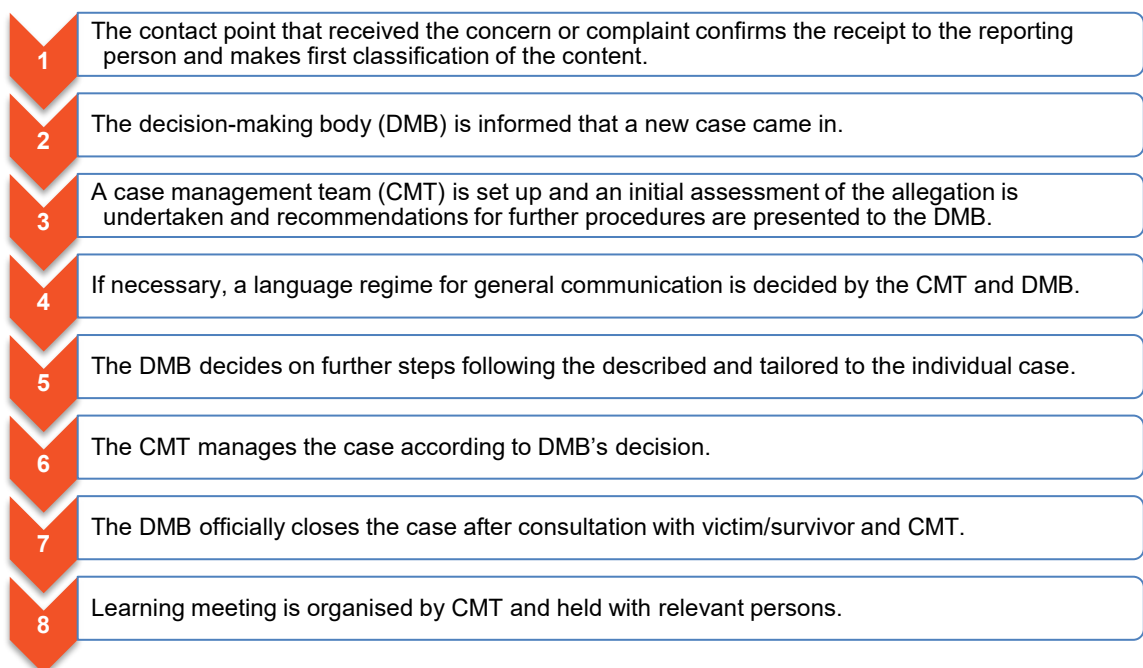 1
The contact point that received the concern or complaint confirms the receipt to the reporting
person and makes first classification of the content.
2
The decision-making body (DMB) is informed that a new case came in.
3
A case management team (CMT) is set up and an initial assessment of the allegation is
undertaken and recommendations for further procedures are presented to the DMB.
4
If necessary, a language regime for general communication is decided by the CMT and DMB.
5
The DMB decides on further steps following the described and tailored to the individual case.
6
The CMT manages the case according to DMB’s decision.
7
The DMB officially closes the case after consultation with victim/survivor and CMT.
8
Learning meeting is organised by CMT and held with relevant persons.